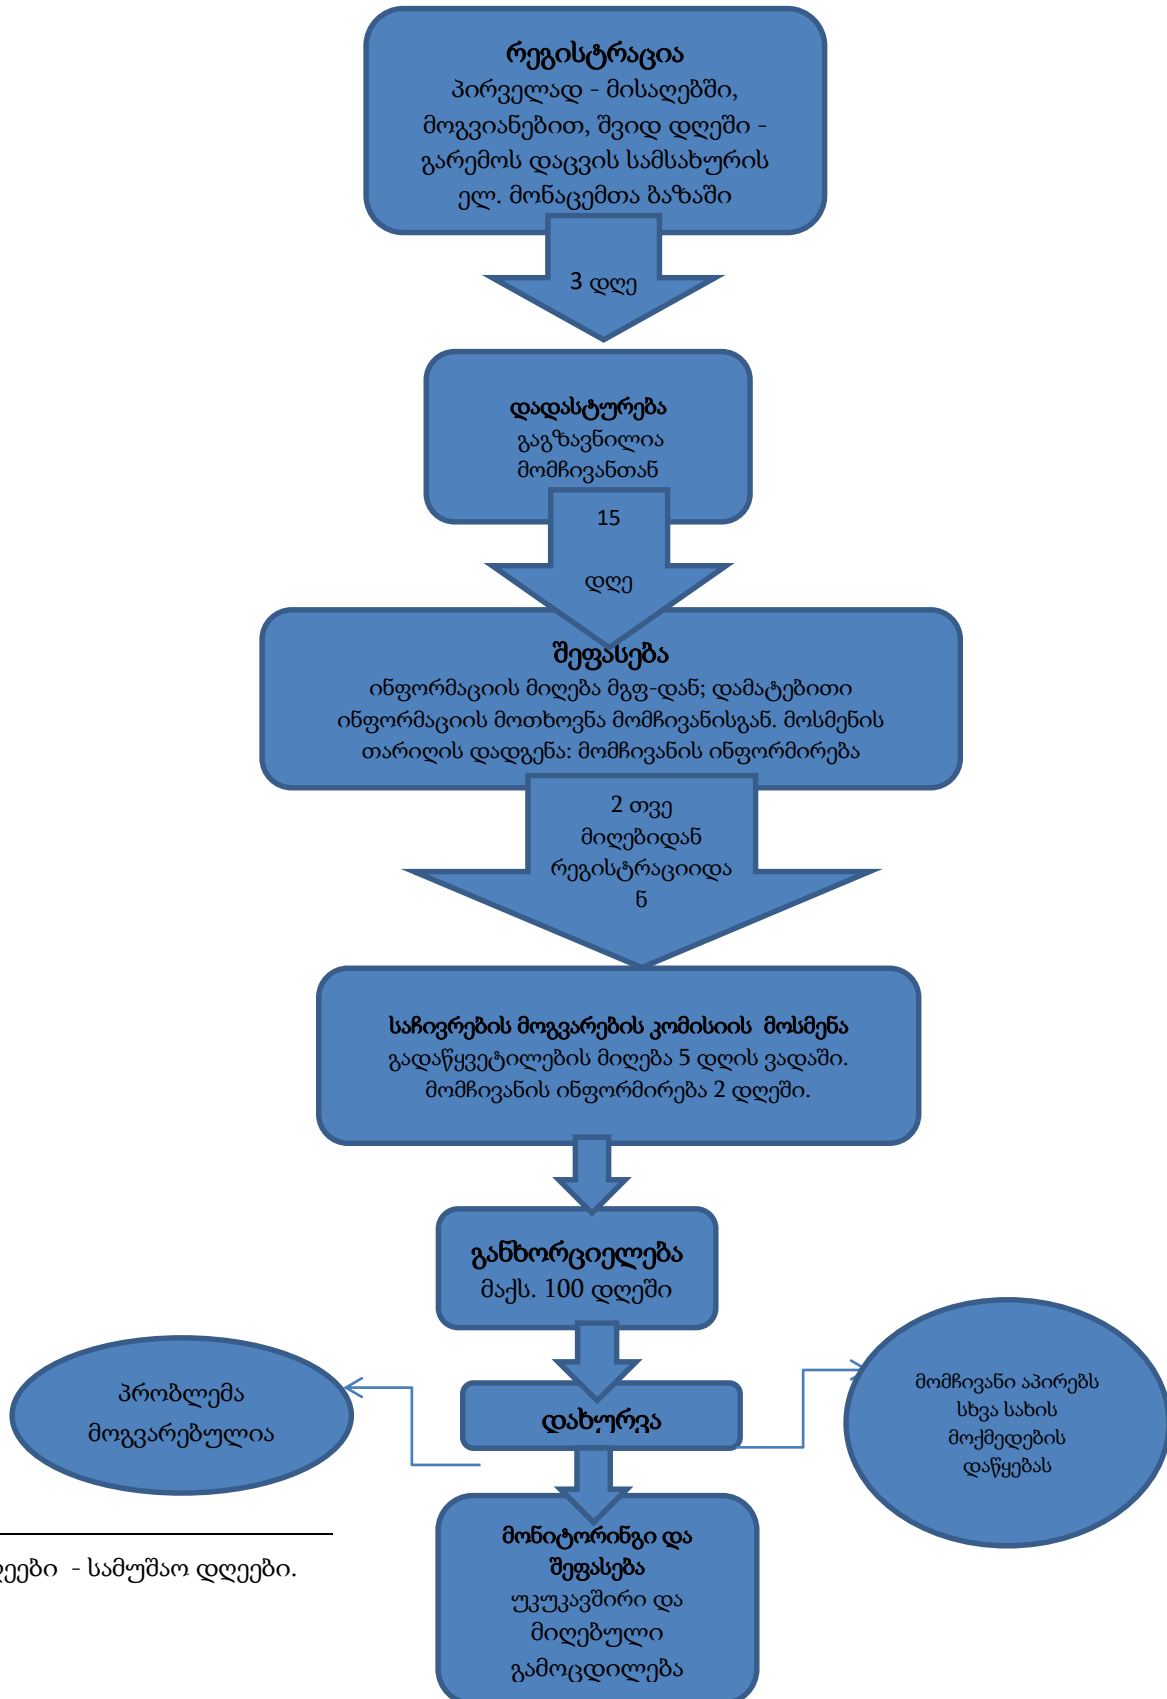 რეგისტრაცია
პირველად - მისაღებში,
მოგვიანებით, შვიდ დღეში -
გარემოს დაცვის სამსახურის
ელ. მონაცემთა ბაზაში
3 დღე
დადასტურება
გაგზავნილია
მომჩივანთან
15
დღე
შეფასება
ინფორმაციის მიღება მგფ-დან; დამატებითი
ინფორმაციის მოთხოვნა მომჩივანისგან. მოსმენის
თარიღის დადგენა: მომჩივანის ინფორმირება
2 თვე
მიღებიდან
რეგისტრაციიდა
ნ
საჩივრების მოგვარების კომისიის მოსმენა
გადაწყვეტილების მიღება 5 დღის ვადაში.
მომჩივანის ინფორმირება 2 დღეში.
განხორციელება
მაქს. 100 დღეში
პრობლემა
მოგვარებულია
დახურვა
მომჩივანი აპირებს
სხვა სახის
მოქმედების
დაწყებას
მონიტორინგი და
შეფასება
უკუკავშირი და
მიღებული
გამოცდილება
- სამუშაო დღეები.